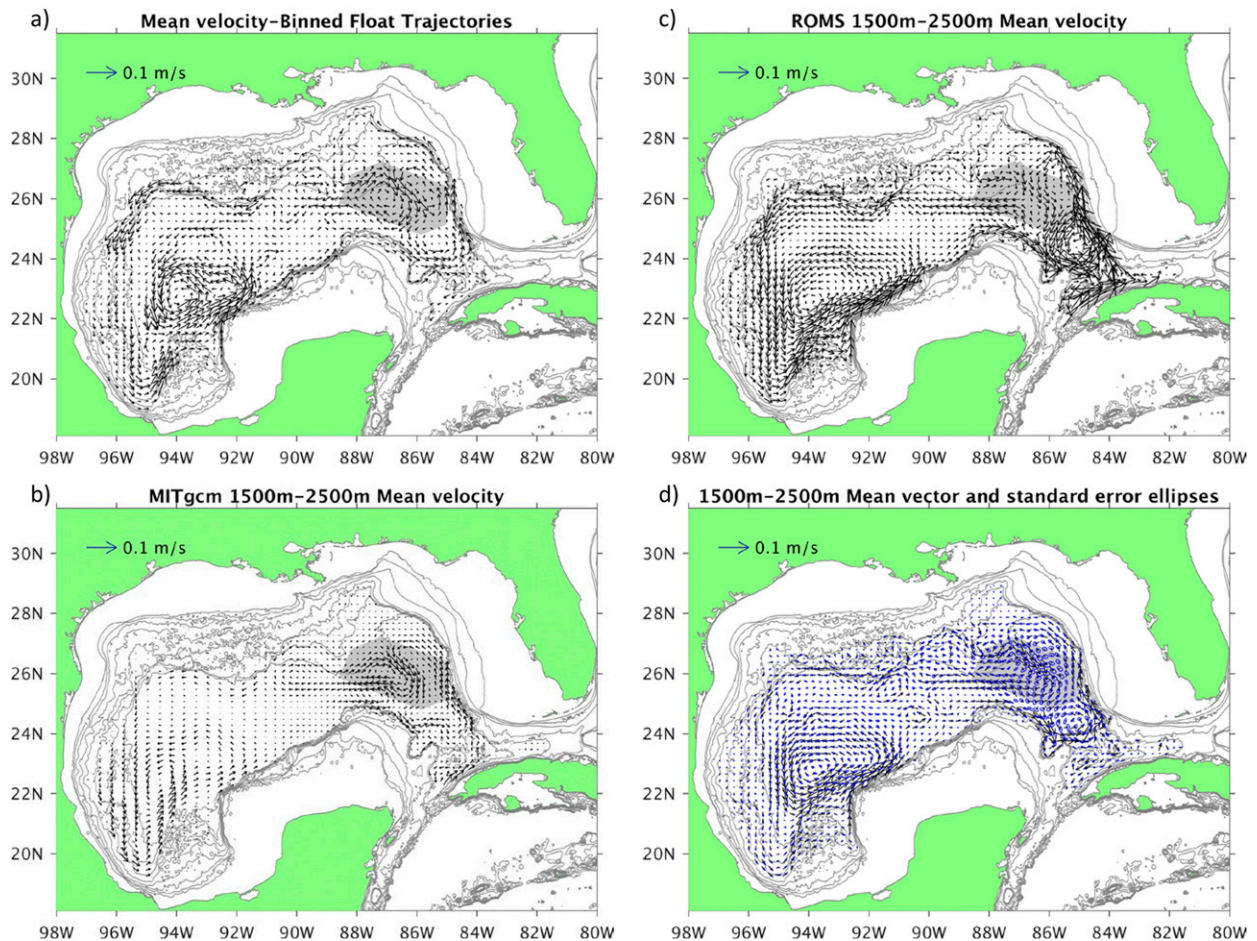 a)
Mean velocity-Binned Float Trajectories
0.1 m/s
30N
28N
26N
24N
22N
20N
98W 96W 94W 92W 90W 88W 86W 84W 82W 80W
c)
ROMS 1500m-2500m Mean velocity
0.1 m/s
30N
28N
26N
24N
22N
20N
98W 96W 94W 92W 90W 88W 86W 84W 82W 80W
b)
MITgcm 1500m-2500m Mean velocity
0.1 m/s
30N
28N
26N
24N
22N
20N
98W 96W 94W 92W 90W 88W 86W 84W 82W 80W
d)
1500m-2500m Mean vector and standard error ellipses
0.1 m/s
30N
28N
26N
24N
22N
20N
98W 96W 94W 92W 90W 88W 86W 84W 82W 80W